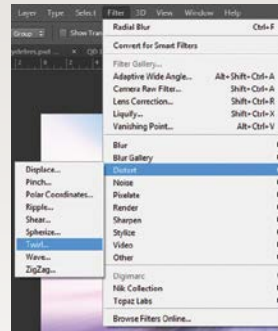 Layer Type Select Filter 3D View Window Help
Group Show Tran
Radial Blur Ctrl+F
Convert for Smart Filters
Filter Gallery...
Adaptive Wide Angle... Alt+Shift+Ctrl+A
Camera Raw Filter... Shift+Ctrl+A
Lens Correction... Shift+Ctrl+R
Liquify... Shift+Ctrl+X
Vanishing Point... Alt+Ctrl+V
Blur
Blur Gallery
Distort
Noise
Pixelate
Render
Sharpen
Stylize
Video
Other
Digimarc
Nik Collection
Topaz Labs
Browse Filters Online...
Displace...
Pinch...
Polar Coordinates...
Ripple...
Shear...
Spherize...
Twirl...
Wave...
ZigZag...